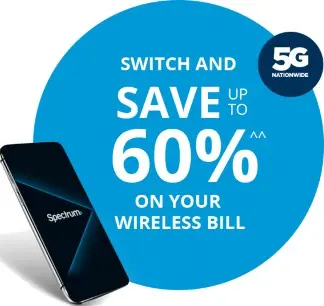 5G
NATIONWIDE
SWITCH AND
SAVE UP TO
60%^^
ON YOUR
WIRELESS BILL
Spectrum